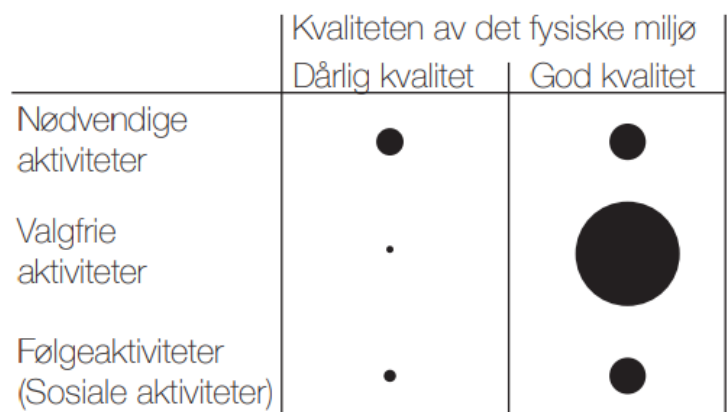 Kvaliteten av det fysiske miljø
Dårlig kvalitet
God kvalitet
Nødvendige
aktiviteter
Valgfrie
aktiviteter
Følgeaktiviteter
(Sosiale aktiviteter)